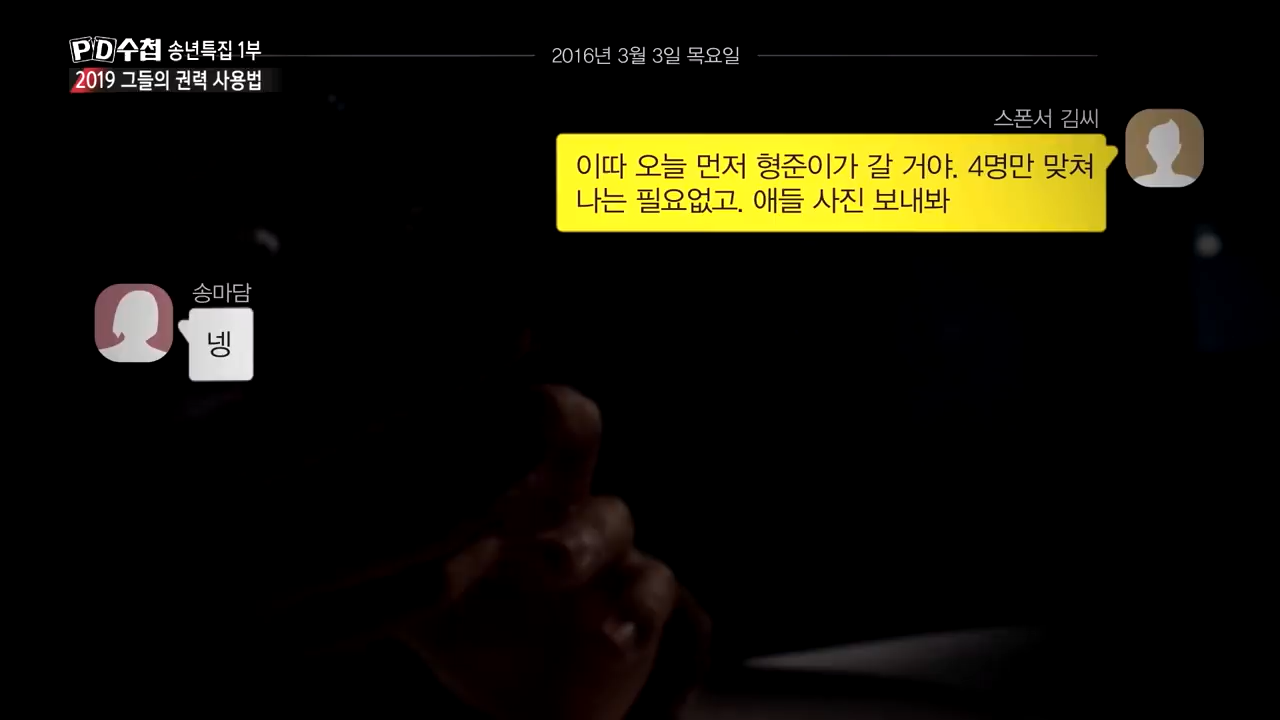 PD수첩 송년특집 1부
2019 그들의 권력 사용법
2016년 3월 3일 목요일
스폰서 김씨
이따 오늘 먼저 형준이가 갈 거야. 4명만 맞쳐
나는 필요없고. 애들 사진 보내봐
송마담
넹